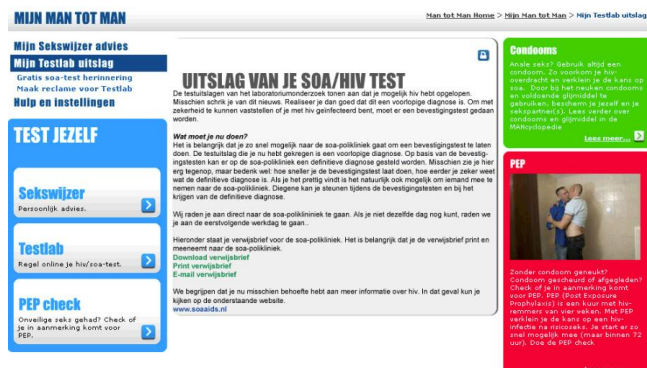 MIJN MAN TOT MAN
Man tot Man Home > Mijn Man tot Man > Mijn Testlab uitslag
Mijn Sekswijzer advies
Mijn Testlab uitslag
Gratis soa-test herinnering
Maak reclame voor Testlab
Hulp en instellingen
TEST JEZELF
Sekswijzer
Persoonlijk advies.
Testlab
Regel online je hiv/soa-test.
PEP check
Onveilige seks gehad? Check of
je in aanmerking komt voor
PEP.
UITSLAG VAN JE SOA/HIV TEST
De testuitslagen van het laboratoriumonderzoek tonen aan dat je mogelijk hiv hebt opgelopen.
Misschien schrik je van dit nieuws. Realiseer je dan goed dat dit een voorlopige diagnose is. Om met
zekerheid te kunnen vaststellen of je met hiv geïnfecteerd bent, moet er een bevestigingstest gedaan
worden.
Wat moet je nu doen?
Het is belangrijk dat je zo snel mogelijk naar de soa-polikliniek gaat om een bevestigingstest te laten
doen. De testuitslag die je nu hebt gekregen is een voorlopige diagnose. Op basis van de bevestig-
ingstesten kan er op de soa-polikliniek een definitieve diagnose gesteld worden. Misschien zie je hier
erg tegenop, maar bedenk wel: hoe sneller je de bevestigingstest laat doen, hoe eerder je zeker weet
wat de definitieve diagnose is. Als je het prettig vindt is het natuurlijk ook mogelijk om iemand mee te
nemen naar de soa-polikliniek. Diegene kan je steunen tijdens de bevestigingstesten en bij het
krijgen van de definitieve diagnose.
Wij raden je aan direct naar de soa-poliklininiek te gaan. Als je niet dezelfde dag nog kunt, raden we
je aan de eerstvolgende werkdag te gaan..
Hieronder staat je verwijsbrief voor de soa-polikliniek. Het is belangrijk dat je de verwijsbrief print en
meeneemt naar de soa-polikliniek.
Download verwijsbrief
Print verwijsbrief
E-mail verwijsbrief
We begrijpen dat je nu misschien behoefte hebt aan meer informatie over hiv. In dat geval kun je
kijken op de onderstaande website.
www.soaaids.nl
Condooms
Anale seks? Gebruik altijd een
condoom. Zo voorkom je hiv-
overdracht en verklein je de kans op
soa. Door bij het neuken condooms
en voldoende glijmiddel te
gebruiken, bescherm je jezelf en je
sekspartner(s). Lees verder over
condooms en glijmiddel in de
MANcyclopedie
Lees meer...
PEP
Zonder condoom geneukt?
Condoom gescheurd of afgegleden?
Check of je in aanmerking komt
voor PEP. PEP (Post Exposure
Prophylaxis) is een kuur met hiv-
remmers van vier weken. Met PEP
verklein je de kans op een hiv-
infectie na risicoseks. Je start er zo
snel mogelijk mee (maar binnen 72
uur). Doe de PEP check